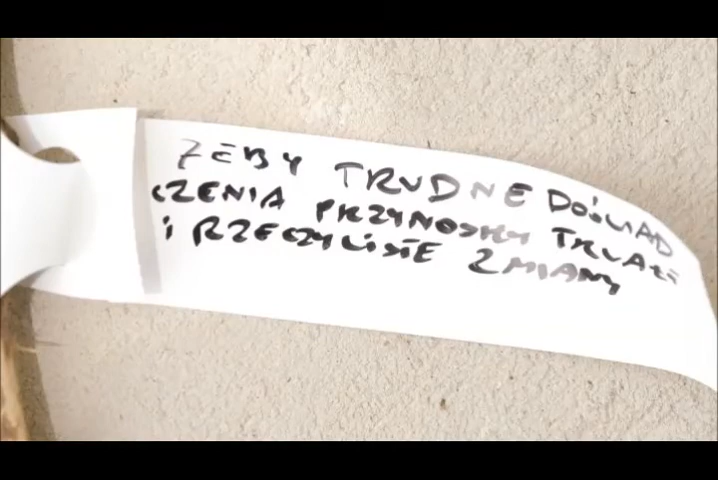 ŻEBY TRUDNE DOŚWIAD
CZENIA PRZYNOSIŁY TRWAŁE
i RZECZYWISTE ZMIANY